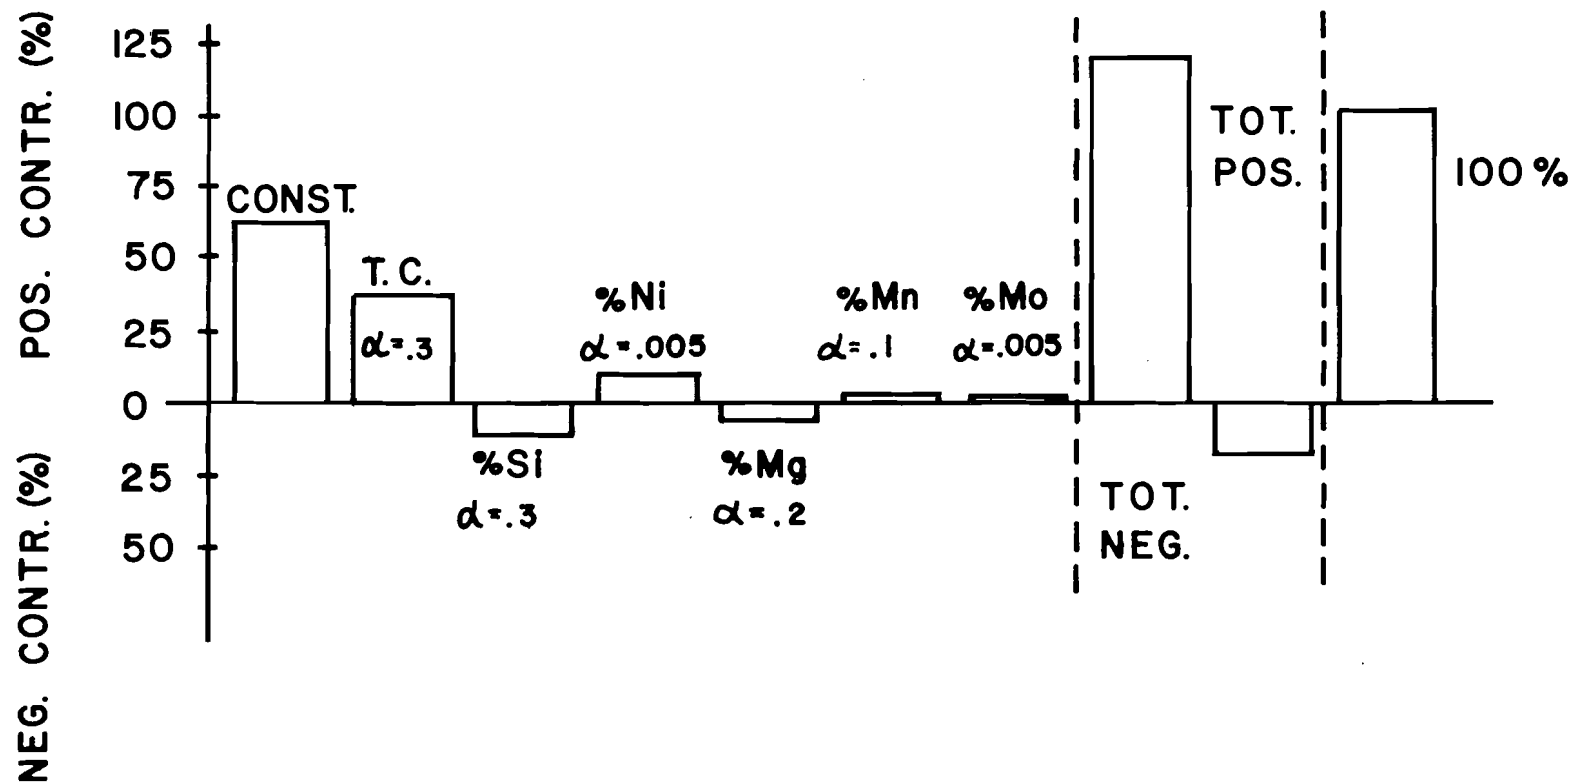 POS. CONTR. (%)
NEG. CONTR. (%)
125
100
75
50
25
0
25
50
CONST.
T.C.
α=.3
%Si
α=.3
%Ni
α=.005
%Mg
α=.2
%Mn
α=.1
%Mo
α=.005
TOT.
NEG.
TOT.
POS.
100%